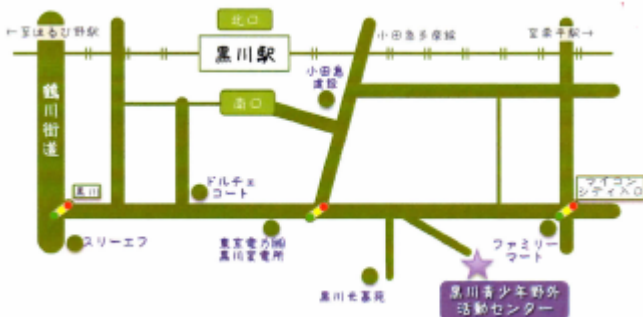 北口
←至はるひ野駅
黒川駅
小田急多摩線
至栗平駅→
小田急
南口
鶴川街道
黒川
ドルチェ
コート
マイコン
シティ入口
スリーエフ
東京電力㈱
黒川変電所
ファミリー
マート
黒川青少年野外
活動センター